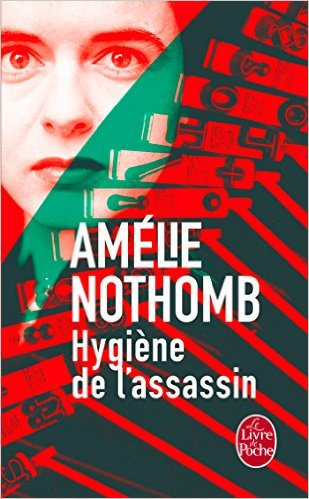 AMÉLIE
NOTHOMB
Hygiène
de l'assassin
Le
Livre
de
Poche